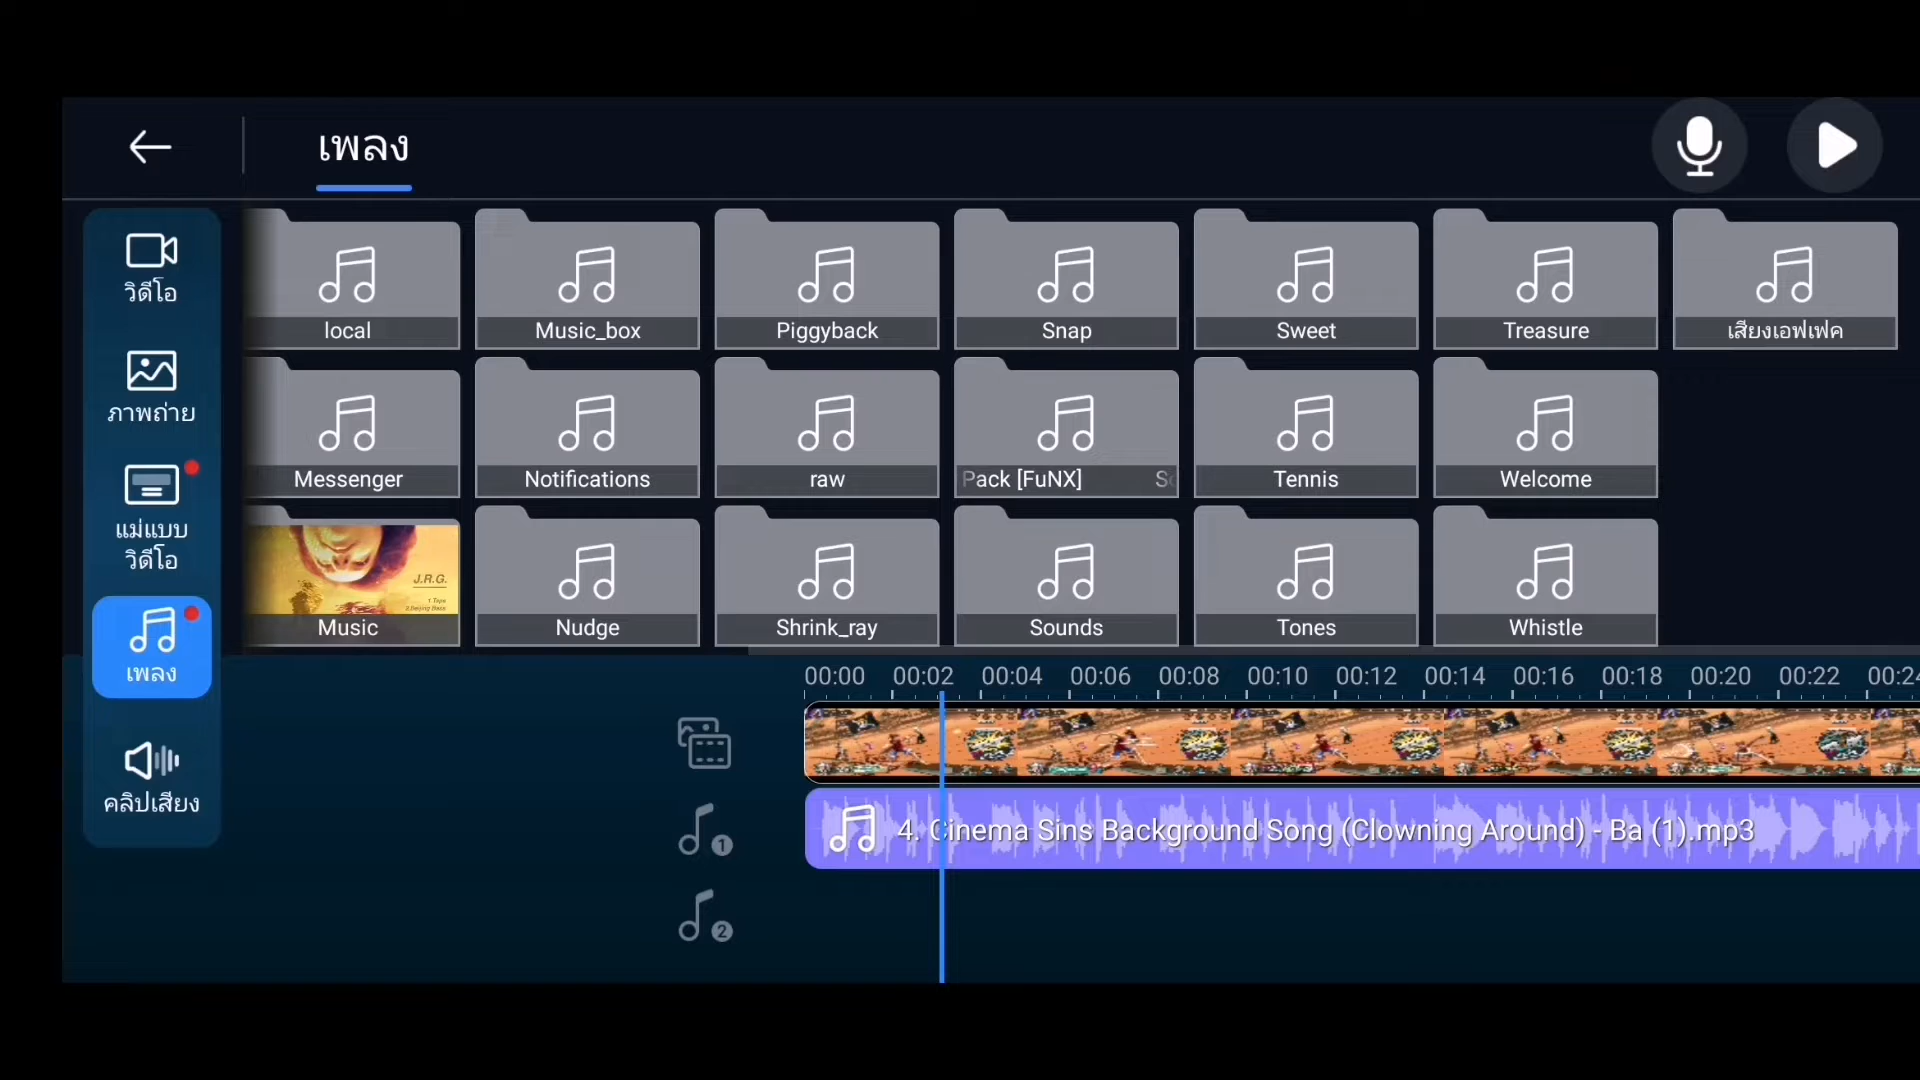 เพลง
วิดีโอ
ภาพถ่าย
แม่แบบ
วิดีโอ
เพลง
คลิปเสียง
local
Music_box
Piggyback
Snap
Sweet
Treasure
เสียงเอฟเฟค
Messenger
Notifications
raw
Pack [FuNX]
Tennis
Welcome
J.R.G.
Music
Nudge
Shrink_ray
Sounds
Tones
Whistle
00:00 00:02 00:04 00:06 00:08 00:10 00:12 00:14 00:16 00:18 00:20 00:22 00:24
4. Cinema Sins Background Song (Clowning Around) - Ba (1).mp3
1
2